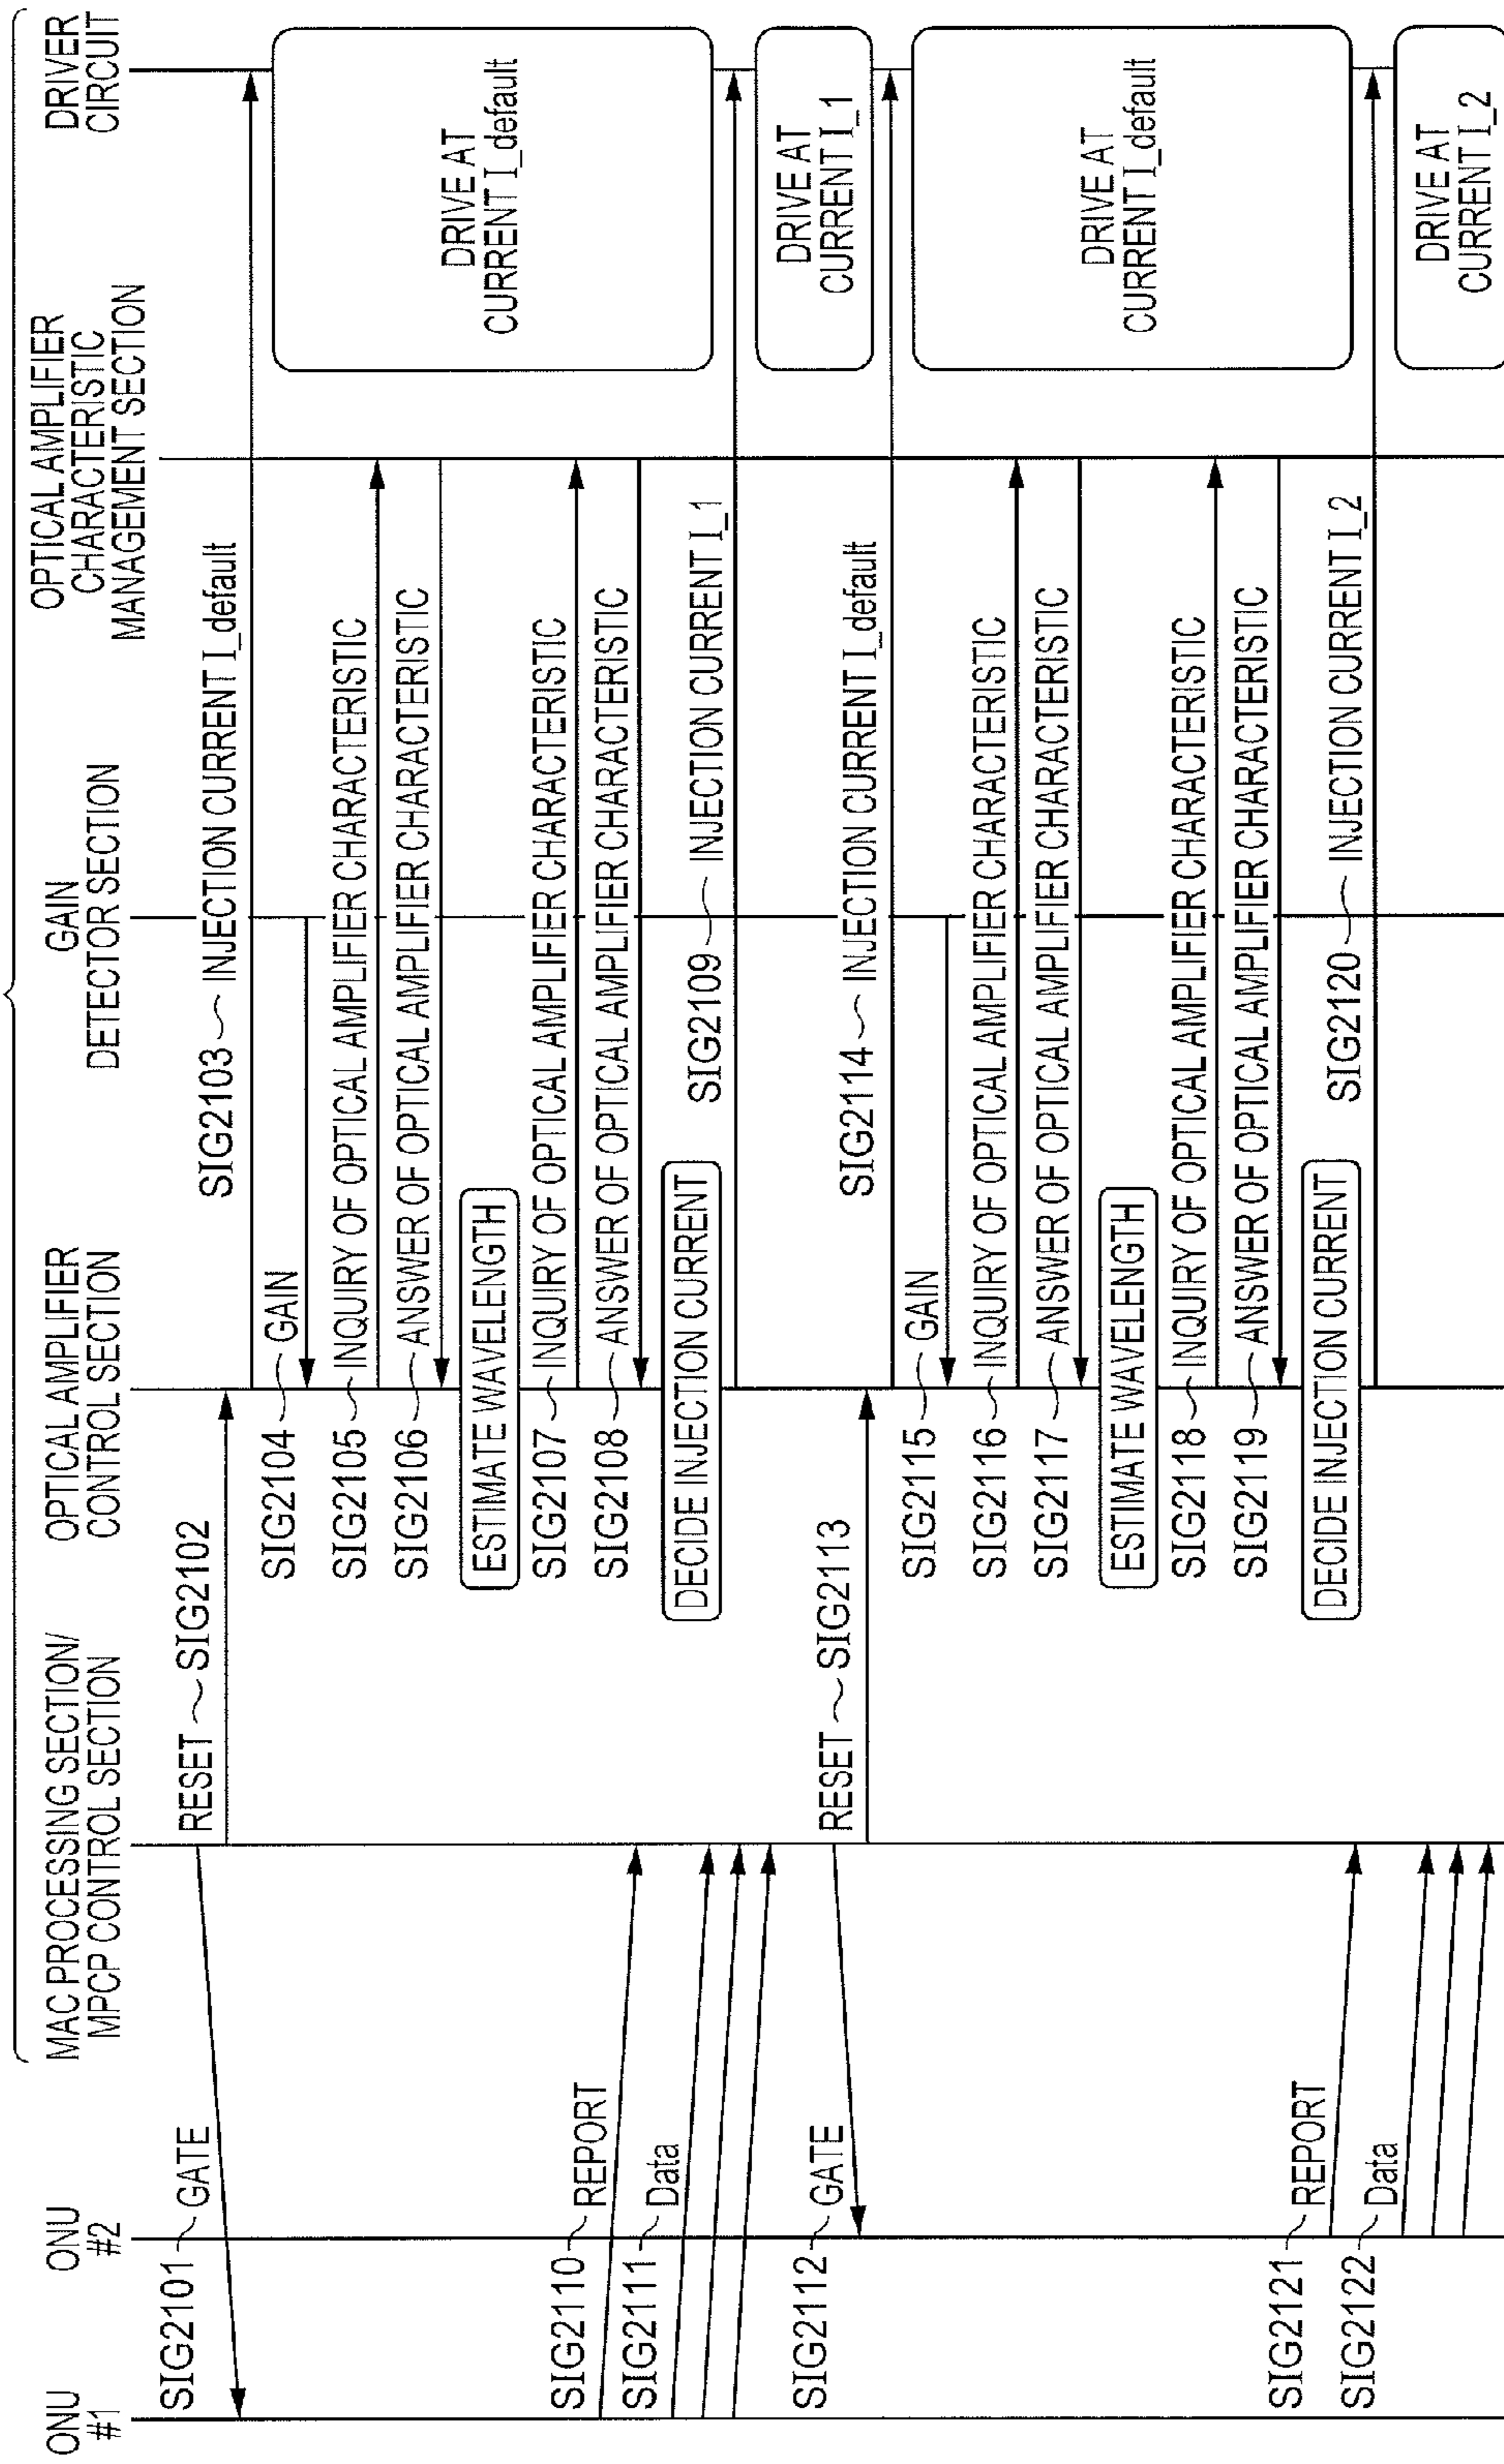 ONU
#1
ONU
#2
MAC PROCESSING SECTION/
MPCP CONTROL SECTION
OPTICAL AMPLIFIER
CONTROL SECTION
GAIN
DETECTOR SECTION
OPTICAL AMPLIFIER
CHARACTERISTIC
MANAGEMENT SECTION
DRIVER
CIRCUIT
SIG2101 GATE
RESET SIG2102
SIG2103 INJECTION CURRENT I_default
SIG2104 GAIN
DRIVE AT
CURRENT I_default
SIG2105 INQUIRY OF OPTICAL AMPLIFIER CHARACTERISTIC
SIG2106 ANSWER OF OPTICAL AMPLIFIER CHARACTERISTIC
ESTIMATE WAVELENGTH
SIG2107 INQUIRY OF OPTICAL AMPLIFIER CHARACTERISTIC
SIG2108 ANSWER OF OPTICAL AMPLIFIER CHARACTERISTIC
SIG2110 REPORT
SIG2111 Data
DECIDE INJECTION CURRENT
SIG2109 INJECTION CURRENT I_1
DRIVE AT
CURRENT I_1
SIG2112 GATE
RESET SIG2113
SIG2114 INJECTION CURRENT I_default
SIG2115 GAIN
DRIVE AT
CURRENT I_default
SIG2116 INQUIRY OF OPTICAL AMPLIFIER CHARACTERISTIC
SIG2117 ANSWER OF OPTICAL AMPLIFIER CHARACTERISTIC
ESTIMATE WAVELENGTH
SIG2118 INQUIRY OF OPTICAL AMPLIFIER CHARACTERISTIC
SIG2119 ANSWER OF OPTICAL AMPLIFIER CHARACTERISTIC
DECIDE INJECTION CURRENT
SIG2120 INJECTION CURRENT I_2
SIG2121 REPORT
SIG2122 Data
DRIVE AT
CURRENT I_2